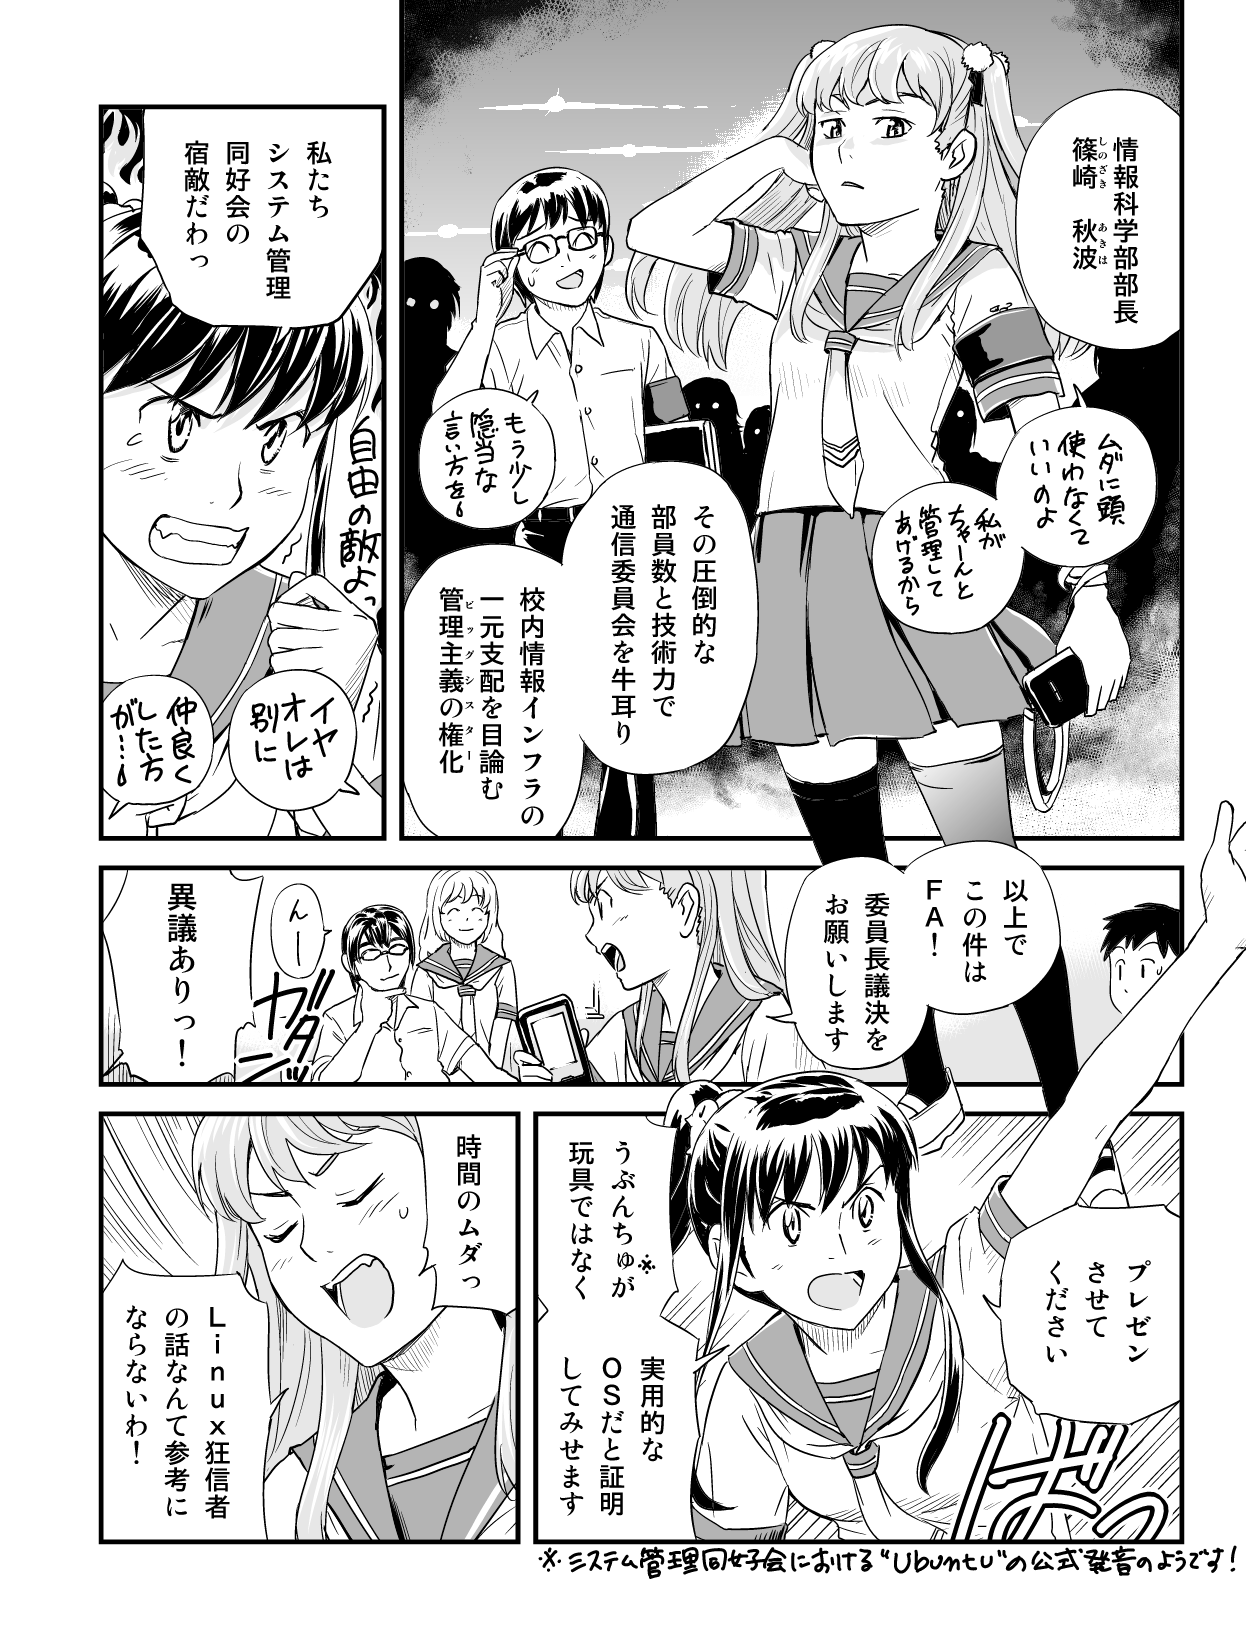 情報科学部部長
篠崎　秋波
しのざき
あきは
ムダに頭
使わなくて
いいのよ
私が
ちゃーんと
管理して
あげるから
もう少し
隠当な
言い方を
その圧倒的な
部員数と技術力で
通信委員会を牛耳り
校内情報インフラの
一元支配を目論む
管理主義の権化
ビッグシスター
私たち
システム管理
同好会の
宿敵だわっ
自由の敵よっ
イヤ
オレは
別に
仲良く
した方
が…
以上で
この件は
FA！
委員長議決を
お願いします
んー
ガタン
異議ありっ！
プレゼン
させて
ください
うぶんちゅ※が
玩具ではなく
実用的な
OSだと証明
してみせます
ばっ
時間のムダっ
Linux狂信者
の話なんて参考に
ならないわ！
※システム管理同好会における"Ubuntu"の公式発音のようです！